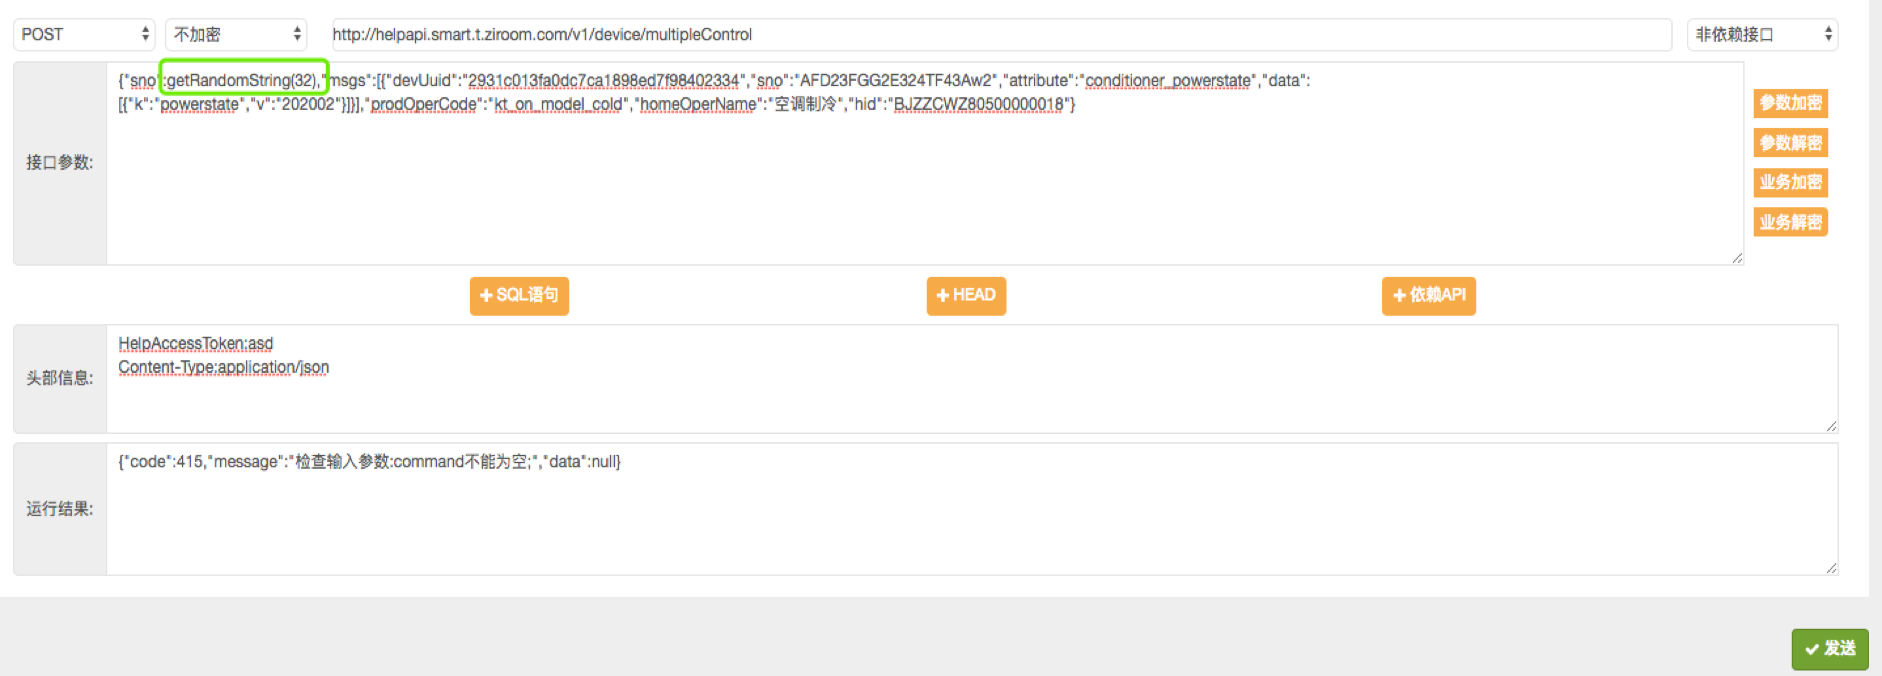 POST 不加密 http://helpapi.smart.t.ziroom.com/v1/device/multipleControl 非依赖接口
接口参数:
{"sno":getRandomString(32),"msgs":[{"devUuid":"2931c013fa0dc7ca1898ed7f98402334","sno":"AFD23FGG2E324TF43Aw2","attribute":"conditioner_powerstate","data":
[{"k":"powerstate","v":"202002"}]}],"prodOperCode":"kt_on_model_cold","homeOperName":"空调制冷","hid":"BJZZCWZ80500000018"}
参数加密
参数解密
业务加密
业务解密
SQL语句 HEAD 依赖API
头部信息:
HelpAccessToken:asd
Content-Type:application/json
运行结果:
{"code":415,"message":"检查输入参数:command不能为空;","data":null}
发送